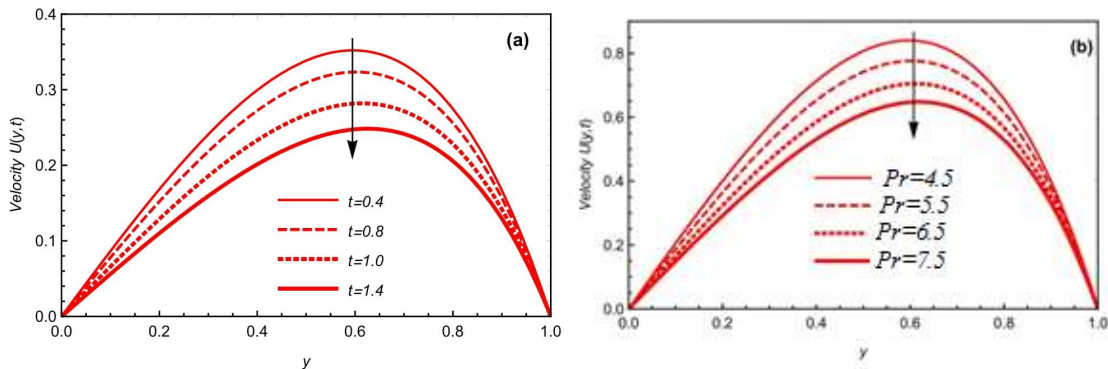 (a)
Velocity U(y,t)
0.4
0.3
0.2
0.1
0.0
t=0.4
t=0.8
t=1.0
t=1.4
0.0 0.2 0.4 0.6 0.8 1.0
y
(b)
Velocity U(y,t)
0.8
0.6
0.4
0.2
0.0
Pr=4.5
Pr=5.5
Pr=6.5
Pr=7.5
0.0 0.2 0.4 0.6 0.8 1.0
y